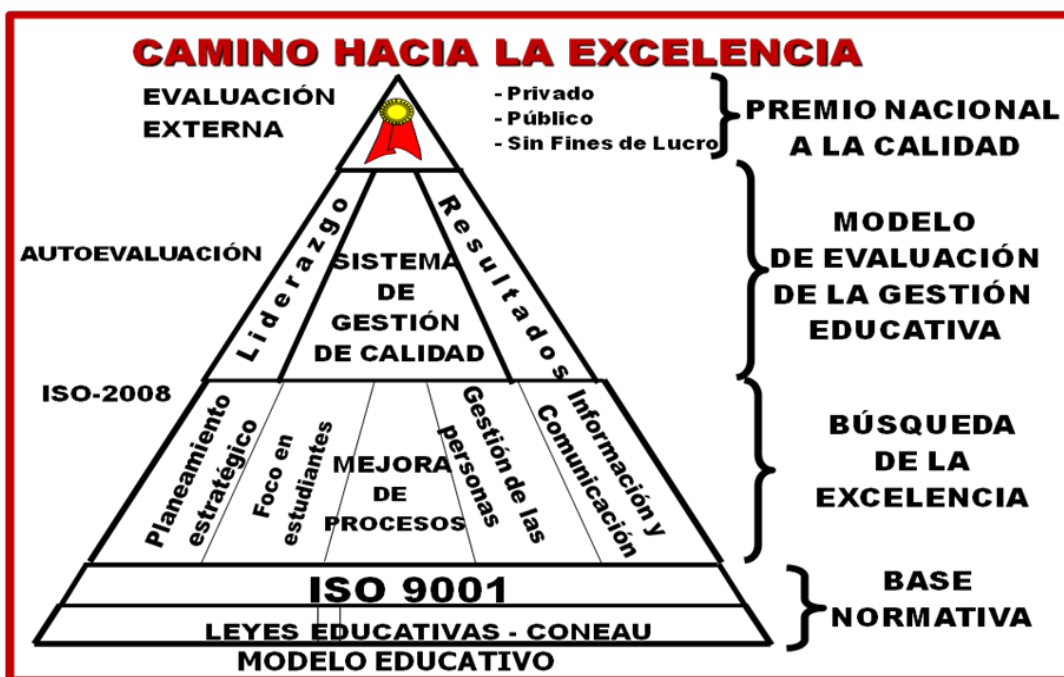 CAMINO HACIA LA EXCELENCIA
EVALUACIÓN
EXTERNA
- Privado
- Público
- Sin Fines de Lucro
PREMIO NACIONAL
A LA CALIDAD
AUTOEVALUACIÓN
Liderazgo
SISTEMA
DE
GESTIÓN
DE CALIDAD
Resultados
MODELO
DE EVALUACIÓN
DE LA GESTIÓN
EDUCATIVA
ISO-2008
Planeamiento
estratégico
Foco en
estudiantes
MEJORA
DE
PROCESOS
Gestión de las
personas
Información y
Comunicación
BÚSQUEDA
DE LA
EXCELENCIA
ISO 9001
LEYES EDUCATIVAS - CONEAU
MODELO EDUCATIVO
BASE
NORMATIVA